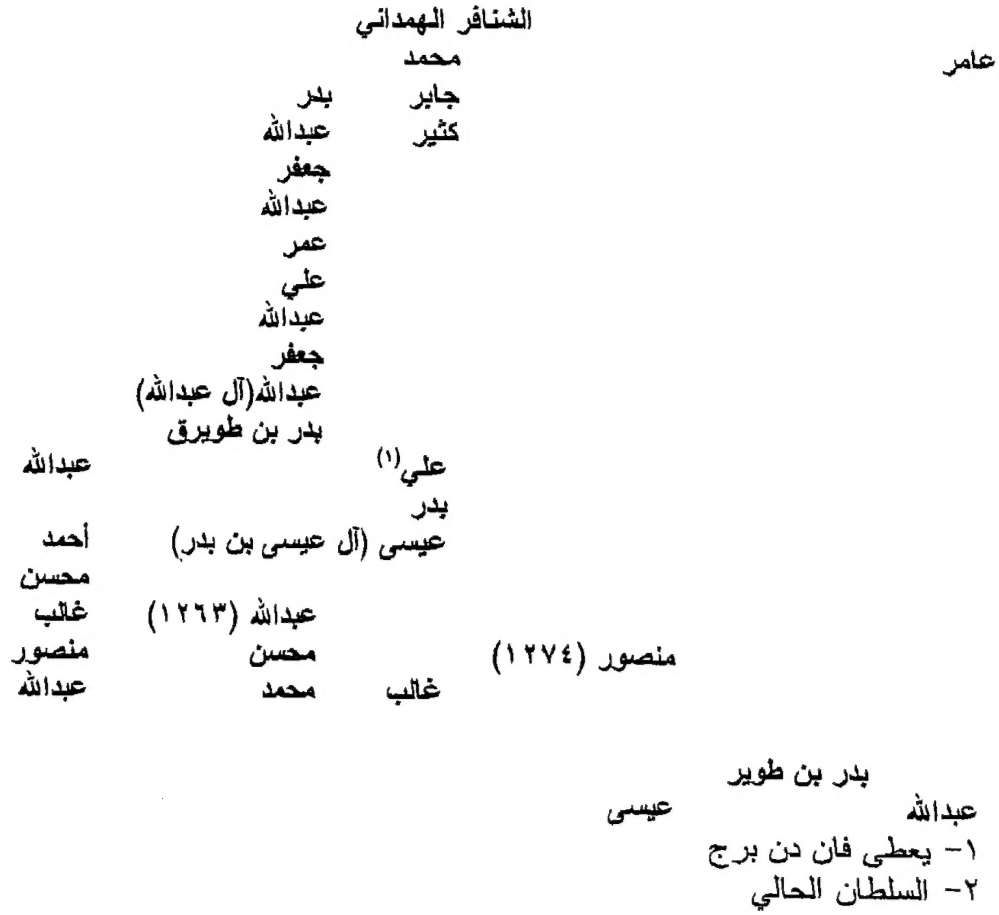 الشنافر الهمداني
عامر محمد
جابر بدر
كثير عبدالله
جعفر
عبدالله
عمر
علي
عبدالله
جعفر
عبدالله(آل عبدالله)
بدر بن طويرق
علي(١) عبدالله
بدر
عيسى (آل عيسى بن بدر) أحمد
محسن
عبدالله (١٢٦٣) غالب
منصور (١٢٧٤) محسن منصور
غالب محمد عبدالله
بدر بن طوير
عبدالله عيسى
١- يعطى فان دن برج
٢- السلطان الحالي